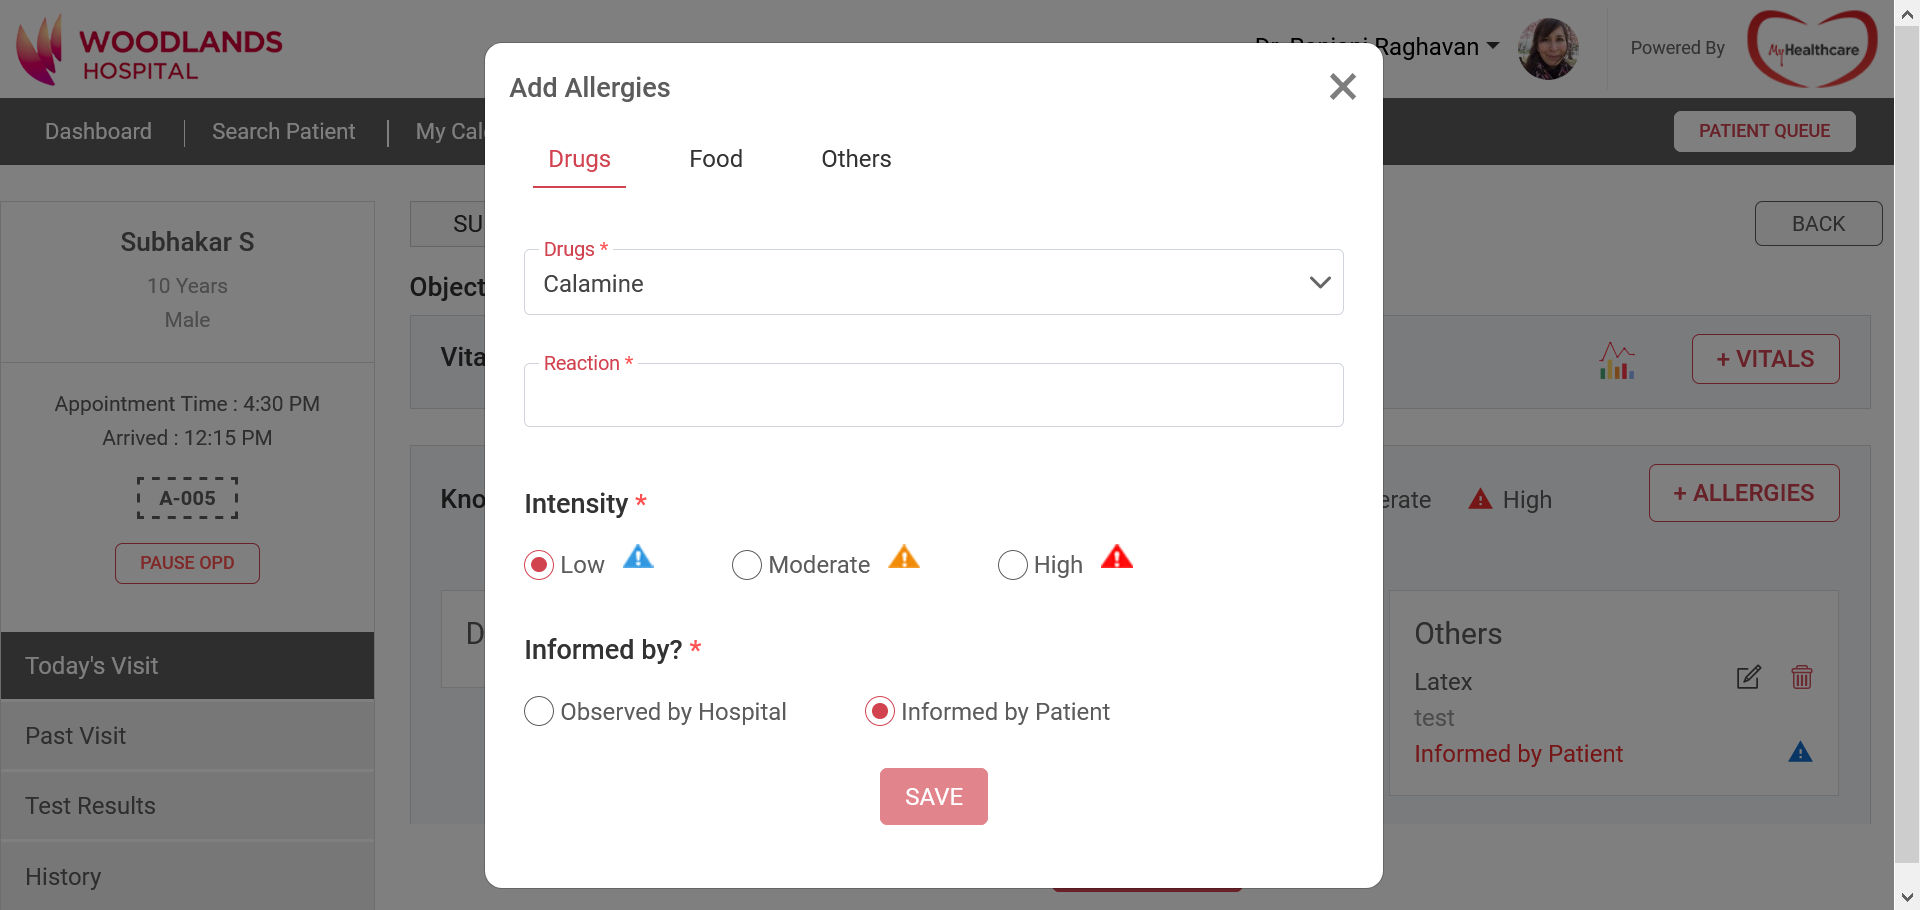 WOODLANDS
HOSPITAL
Raghavan
Powered By
MyHealthcare
Dashboard
Search Patient
My Cal
PATIENT QUEUE
Subhakar S
10 Years
Male
Appointment Time : 4:30 PM
Arrived : 12:15 PM
A-005
PAUSE OPD
Today's Visit
Past Visit
Test Results
History
SU
BACK
Object
Vita
+ VITALS
Kno
erate
High
+ ALLERGIES
D
Others
Latex
test
Informed by Patient
Add Allergies
Drugs
Food
Others
Drugs *
Calamine
Reaction *
Intensity *
Low
Moderate
High
Informed by? *
Observed by Hospital
Informed by Patient
SAVE